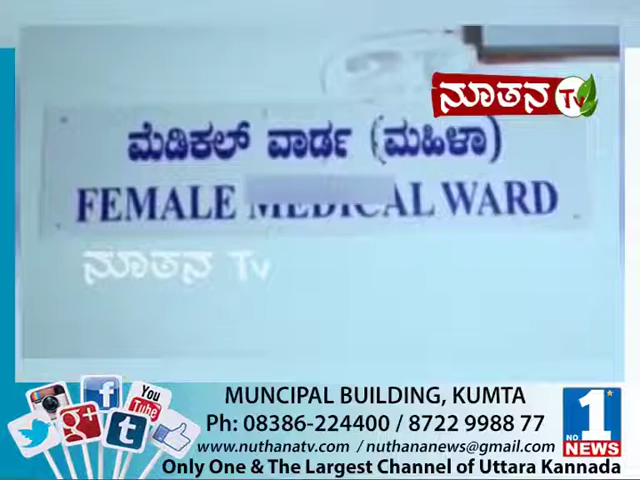 ನೂತನ Tv
ಮೆಡಿಕಲ್ ವಾರ್ಡ (ಮಹಿಳಾ)
FEMALE MEDICAL WARD
ನೂತನ Tv
MUNCIPAL BUILDING, KUMTA
Ph: 08386-224400 / 8722 9988 77
www.nuthanatv.com / nuthananews@gmail.com
Only One & The Largest Channel of Uttara Kannada
You Tube
g+
f
t
NO 1
NEWS